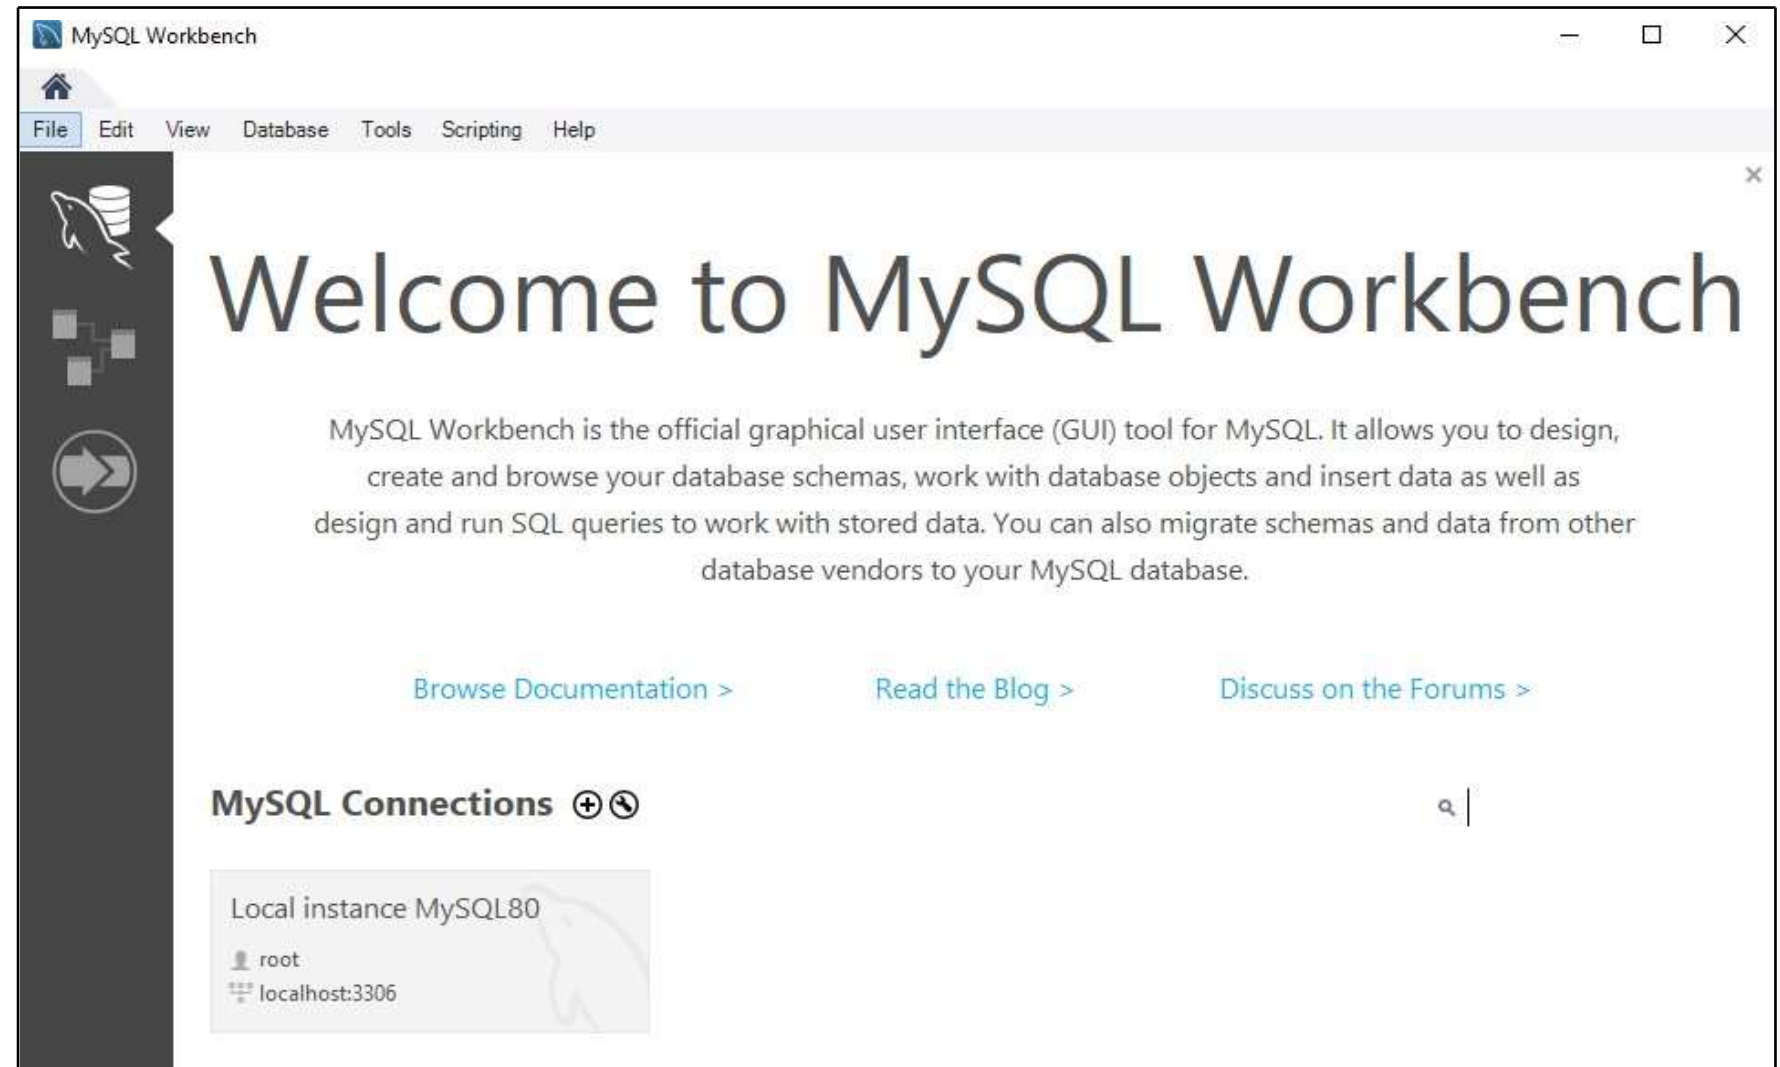 MySQL Workbench
File Edit View Database Tools Scripting Help
Welcome to MySQL Workbench
MySQL Workbench is the official graphical user interface (GUI) tool for MySQL. It allows you to design,
create and browse your database schemas, work with database objects and insert data as well as
design and run SQL queries to work with stored data. You can also migrate schemas and data from other
database vendors to your MySQL database.
Browse Documentation > Read the Blog > Discuss on the Forums >
MySQL Connections
Local instance MySQL80
root
localhost:3306